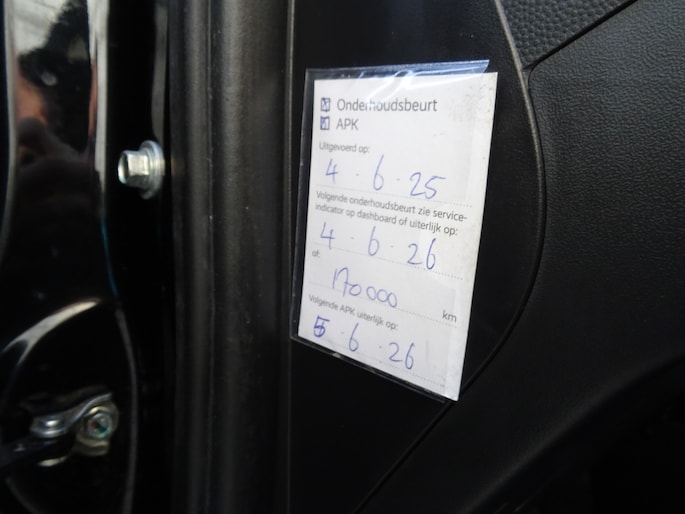 Onderhoudsbeurt
APK
Uitgevoerd op:
4 . 6 . 25
Volgende onderhoudsbeurt zie service-
indicator op dashboard of uiterlijk op:
4 . 6 . 26
of:
170000 km
Volgende APK uiterlijk op:
5 . 6 . 26